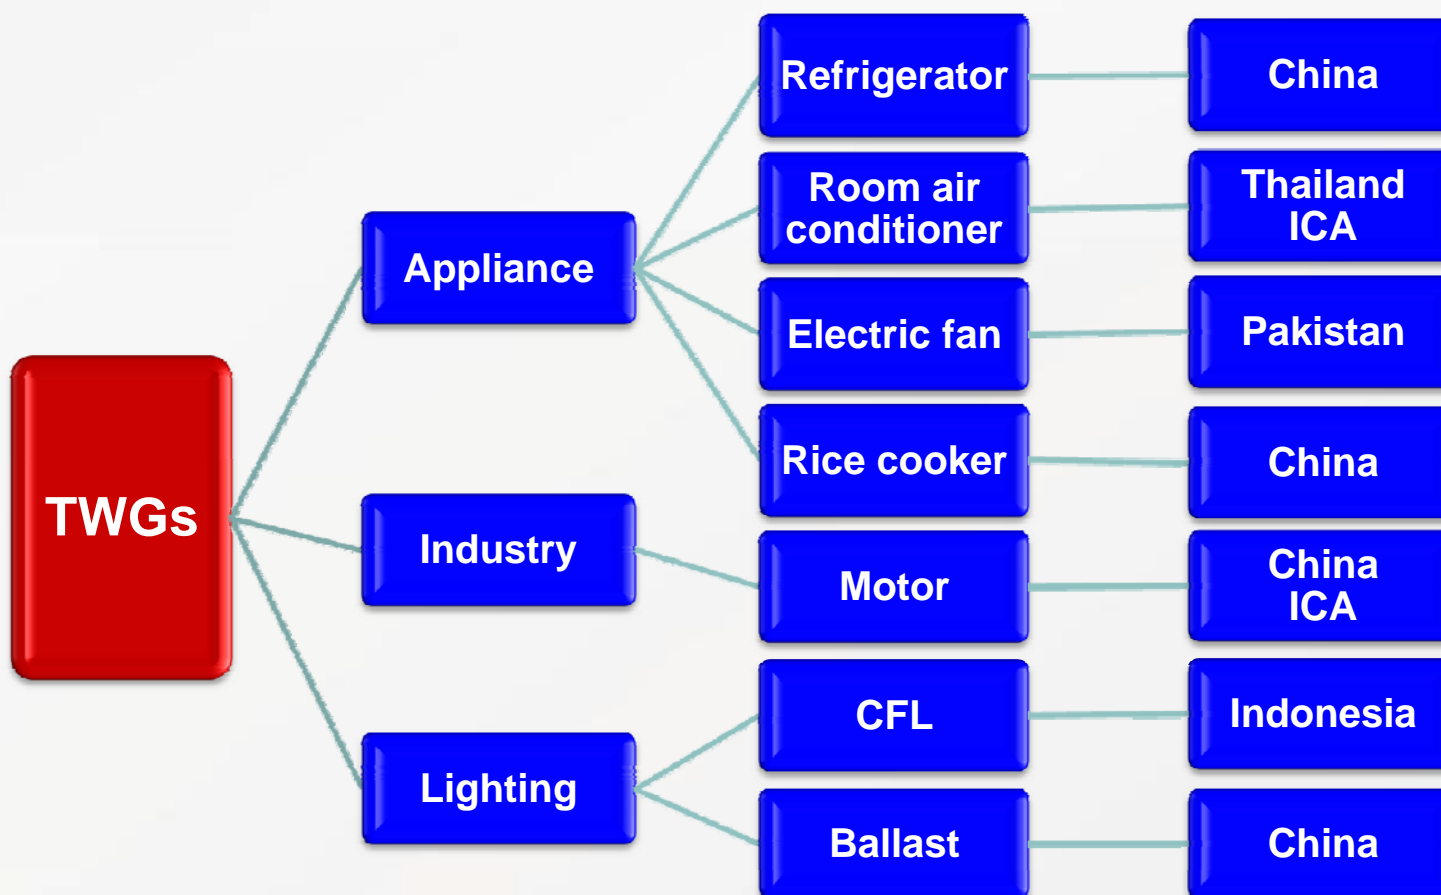 TWGs
Appliance
Industry
Lighting
Refrigerator
Room air
conditioner
Electric fan
Rice cooker
Motor
CFL
Ballast
China
Thailand
ICA
Pakistan
China
China
ICA
Indonesia
China